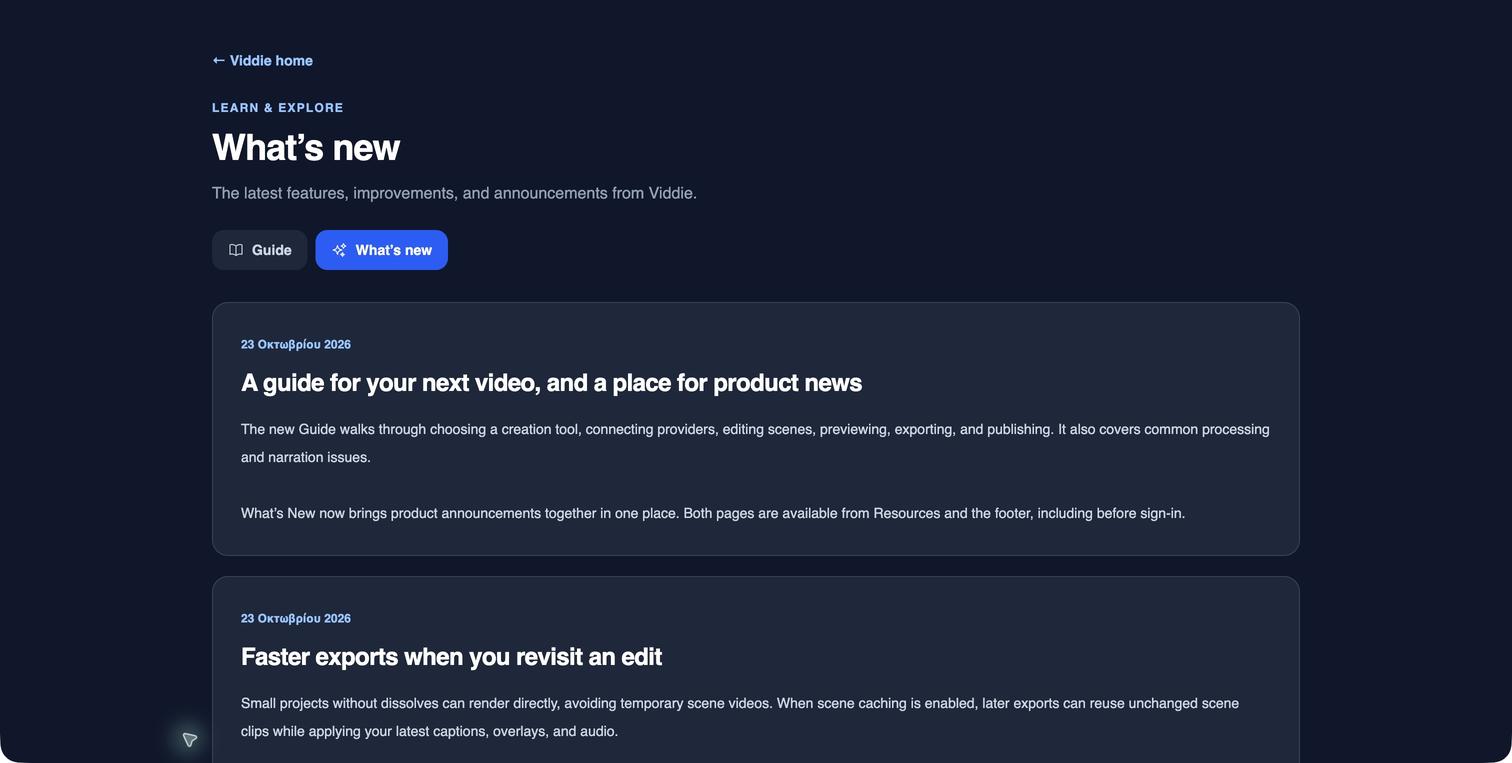 ← Viddie home
LEARN & EXPLORE
What’s new
The latest features, improvements, and announcements from Viddie.
Guide
What’s new
23 Οκτωβρίου 2026
A guide for your next video, and a place for product news
The new Guide walks through choosing a creation tool, connecting providers, editing scenes, previewing, exporting, and publishing. It also covers common processing
and narration issues.
What’s New now brings product announcements together in one place. Both pages are available from Resources and the footer, including before sign-in.
23 Οκτωβρίου 2026
Faster exports when you revisit an edit
Small projects without dissolves can render directly, avoiding temporary scene videos. When scene caching is enabled, later exports can reuse unchanged scene
clips while applying your latest captions, overlays, and audio.